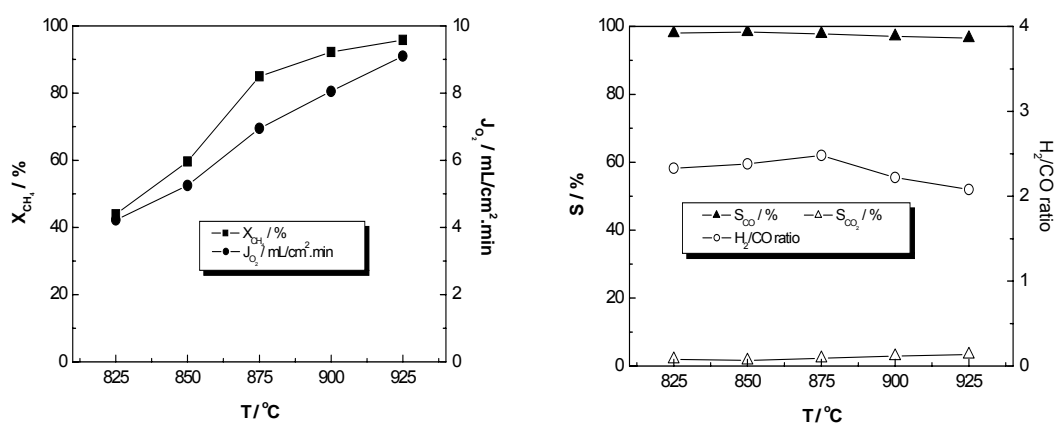 100
80
60
40
20
0
X_CH₄ / %
10
8
6
4
2
0
J_O₂ / mL/cm².min
X_CH₄ / %
J_O₂ / mL/cm².min
825 850 875 900 925
T / °C
100
80
60
40
20
0
S / %
4
3
2
1
0
H₂/CO ratio
S_CO / % S_CO₂ / %
H₂/CO ratio
825 850 875 900 925
T / °C